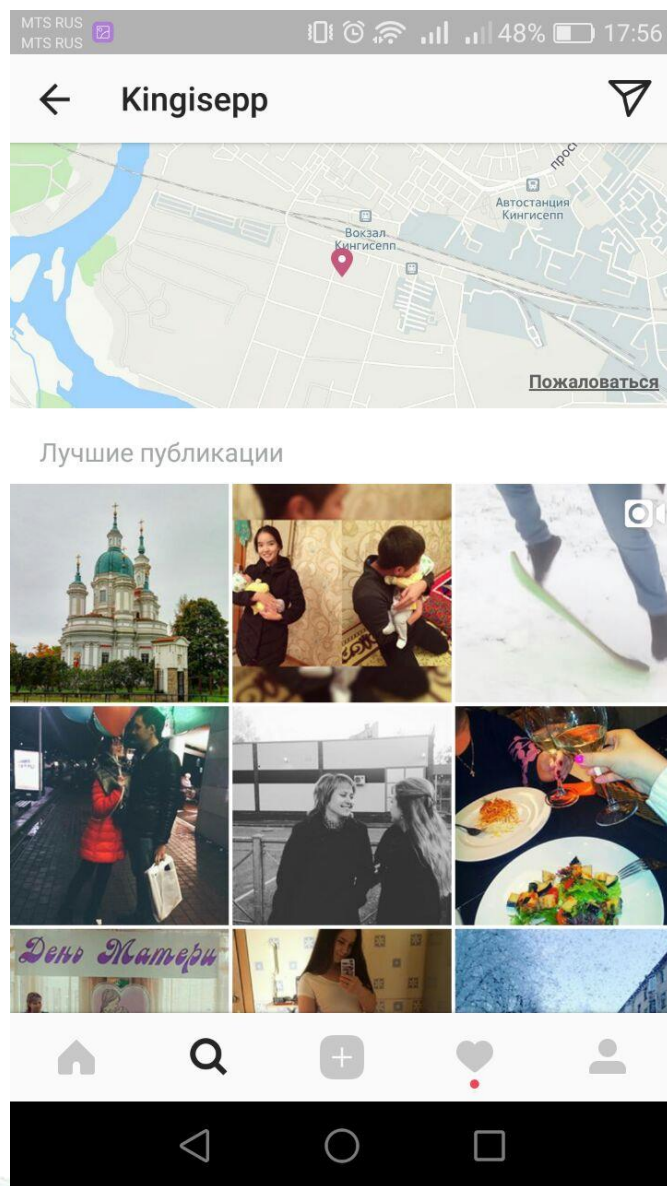 MTS RUS
MTS RUS
48% 17:56
Kingisepp
Автостанция
Кингисепп
Вокзал
Кингисепп
Пожаловаться
Лучшие публикации
День Матери